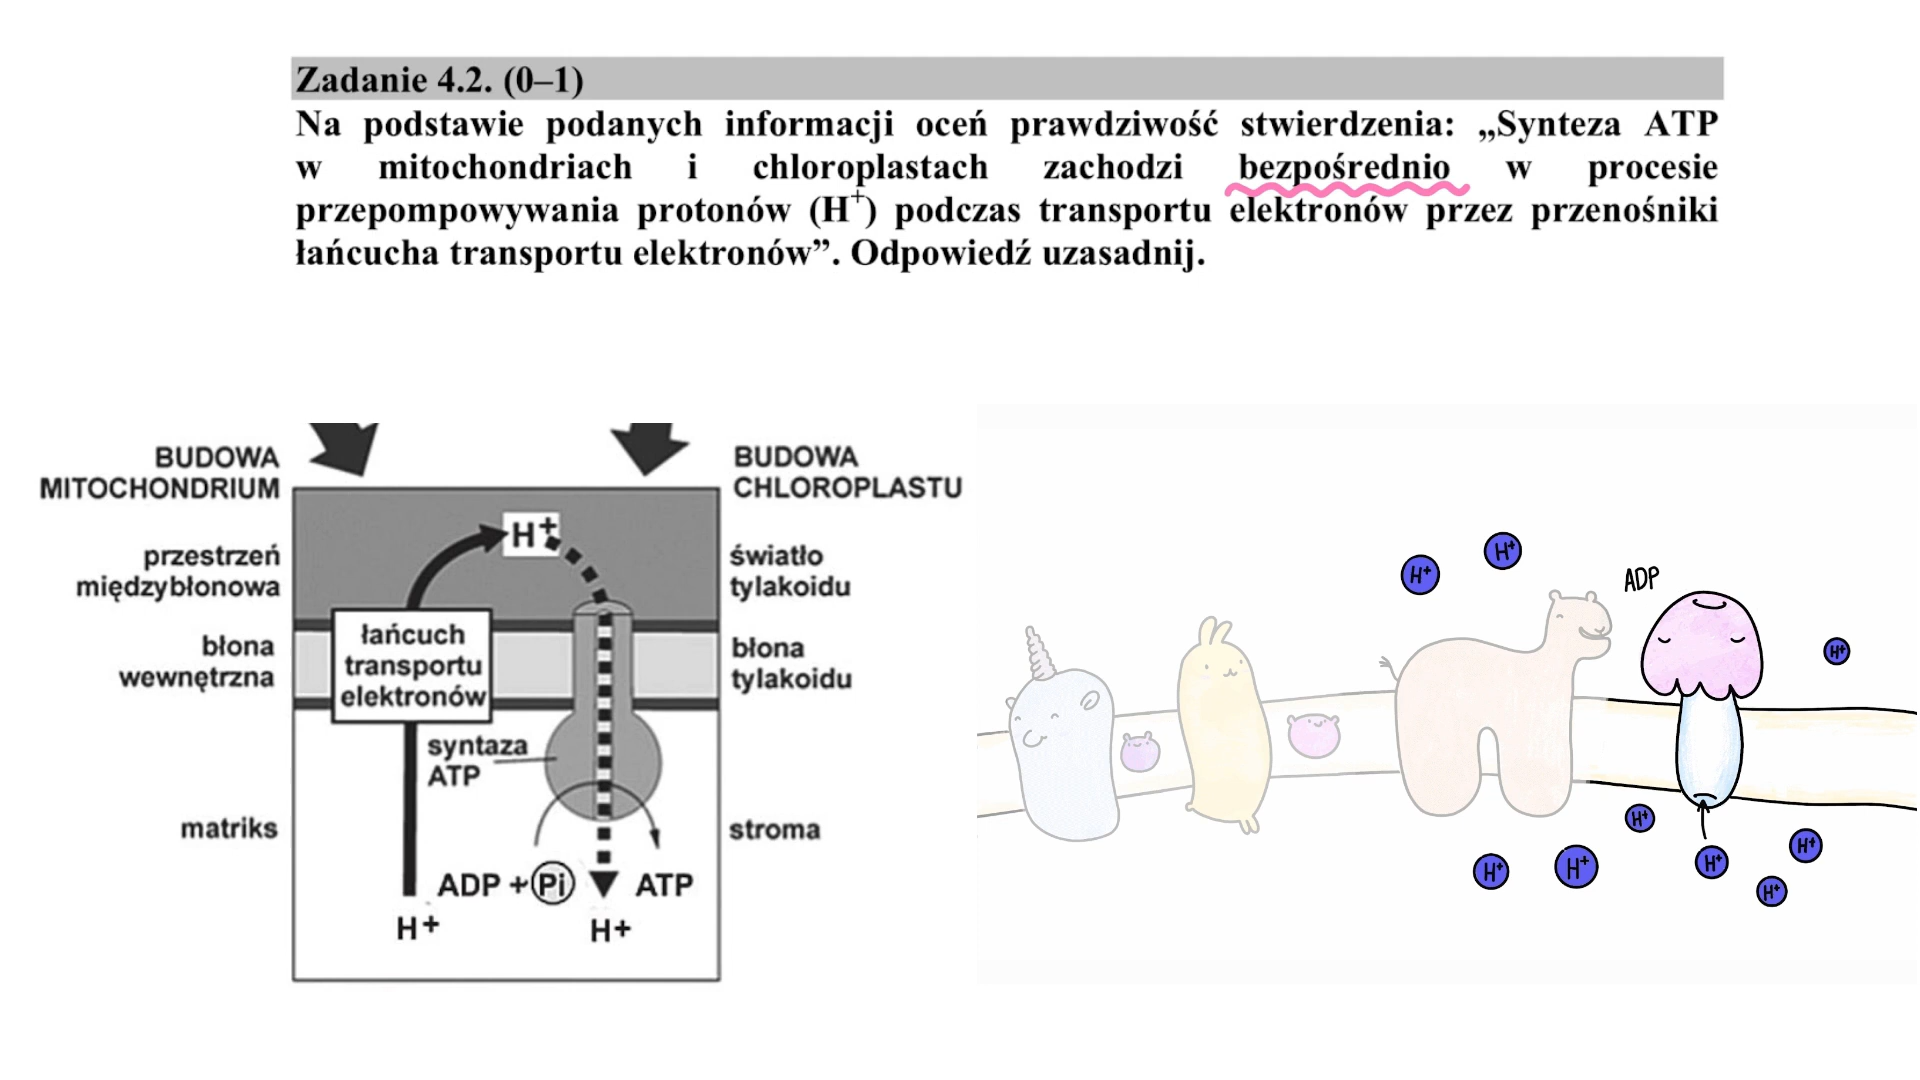 Zadanie 4.2. (0–1)
Na podstawie podanych informacji oceń prawdziwość stwierdzenia: „Synteza ATP
w mitochondriach i chloroplastach zachodzi bezpośrednio w procesie
przepompowywania protonów (H⁺) podczas transportu elektronów przez przenośniki
łańcucha transportu elektronów”. Odpowiedź uzasadnij.
BUDOWA
MITOCHONDRIUM
przestrzeń
międzybłonowa
błona
wewnętrzna
matriks
H+
łańcuch
transportu
elektronów
syntaza
ATP
ADP + Pi
ATP
H+
H+
BUDOWA
CHLOROPLASTU
światło
tylakoidu
błona
tylakoidu
stroma
H+
H+
ADP
H+
H+
H+
H+
H+
H+
H+